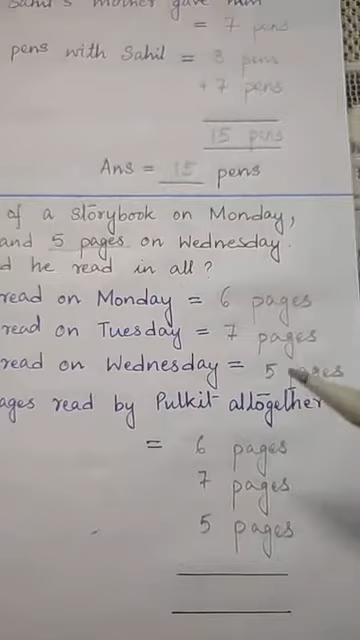 Sahil's mother gave him
= 7 pens
pens with Sahil = 8 pens
+ 7 pens
15 pens
Ans = 15 pens
of a storybook on Monday,
and 5 pages on Wednesday.
d he read in all?
read on Monday = 6 pages
read on Tuesday = 7 pages
read on Wednesday = 5 pages
ages read by Pulkit altogether
= 6 pages
7 pages
5 pages